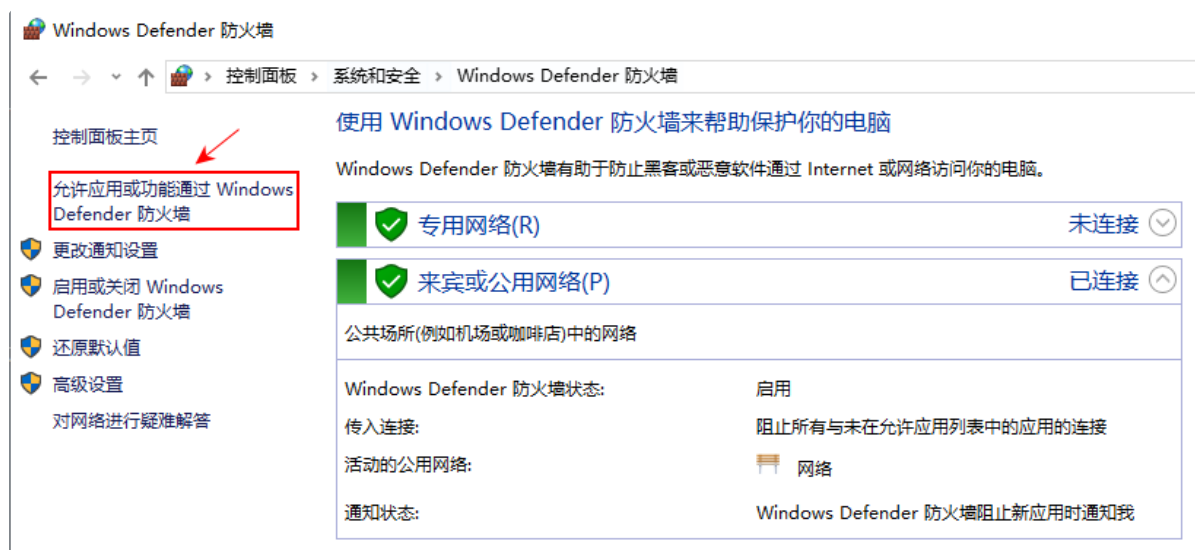 Windows Defender 防火墙
控制面板 › 系统和安全 › Windows Defender 防火墙
控制面板主页
允许应用或功能通过 Windows
Defender 防火墙
更改通知设置
启用或关闭 Windows
Defender 防火墙
还原默认值
高级设置
对网络进行疑难解答
使用 Windows Defender 防火墙来帮助保护你的电脑
Windows Defender 防火墙有助于防止黑客或恶意软件通过 Internet 或网络访问你的电脑。
专用网络(R) 未连接
来宾或公用网络(P) 已连接
公共场所(例如机场或咖啡店)中的网络
Windows Defender 防火墙状态: 启用
传入连接: 阻止所有与未在允许应用列表中的应用的连接
活动的公用网络: 网络
通知状态: Windows Defender 防火墙阻止新应用时通知我